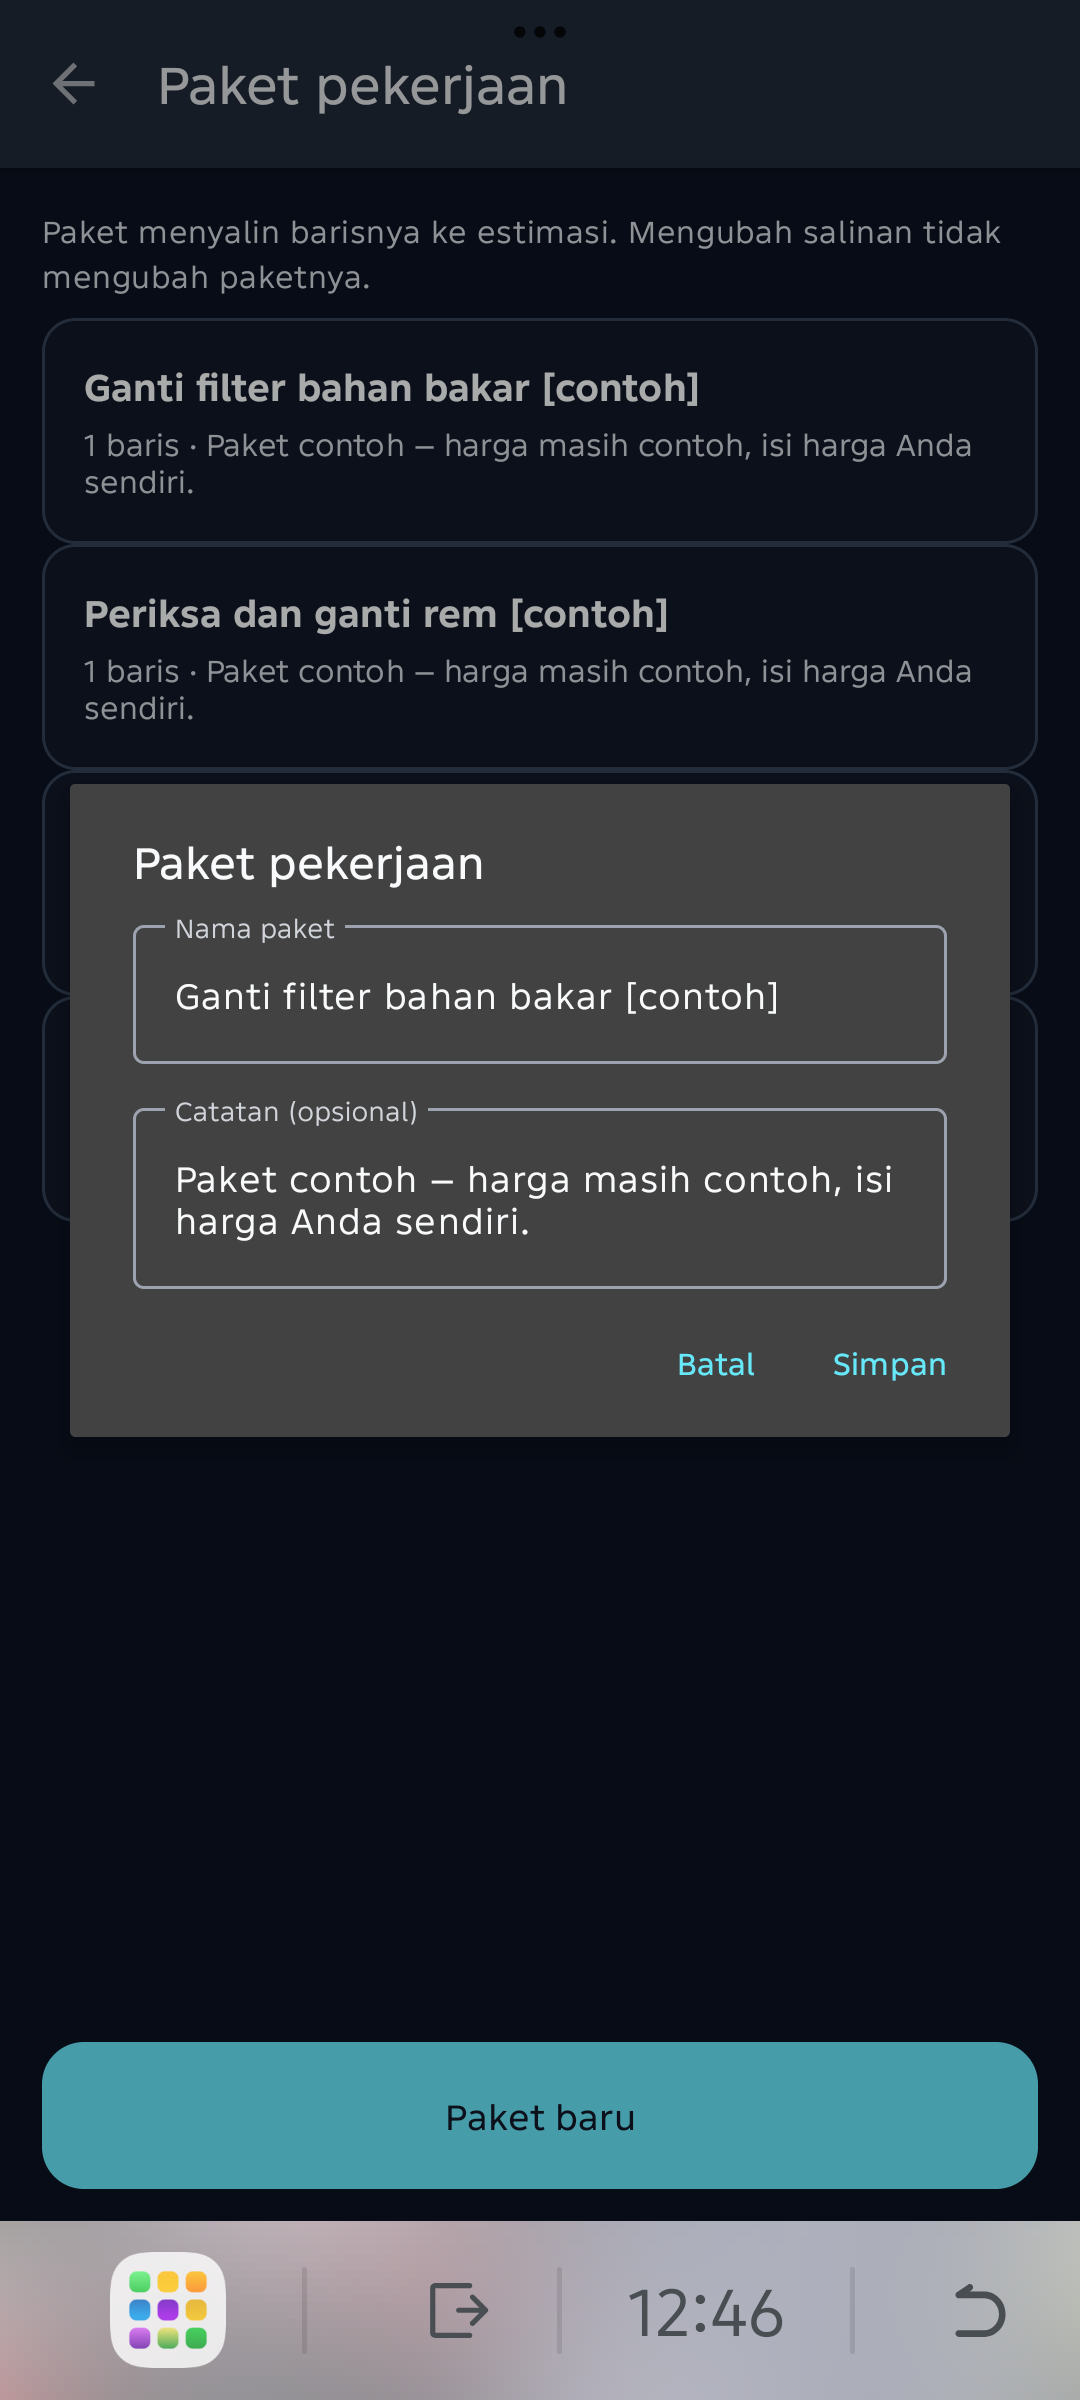 Paket pekerjaan
Paket menyalin barisnya ke estimasi. Mengubah salinan tidak
mengubah paketnya.
Ganti filter bahan bakar [contoh]
1 baris · Paket contoh – harga masih contoh, isi harga Anda
sendiri.
Periksa dan ganti rem [contoh]
1 baris · Paket contoh – harga masih contoh, isi harga Anda
sendiri.
Paket pekerjaan
Nama paket
Ganti filter bahan bakar [contoh]
Catatan (opsional)
Paket contoh – harga masih contoh, isi
harga Anda sendiri.
Batal Simpan
Paket baru
12:46